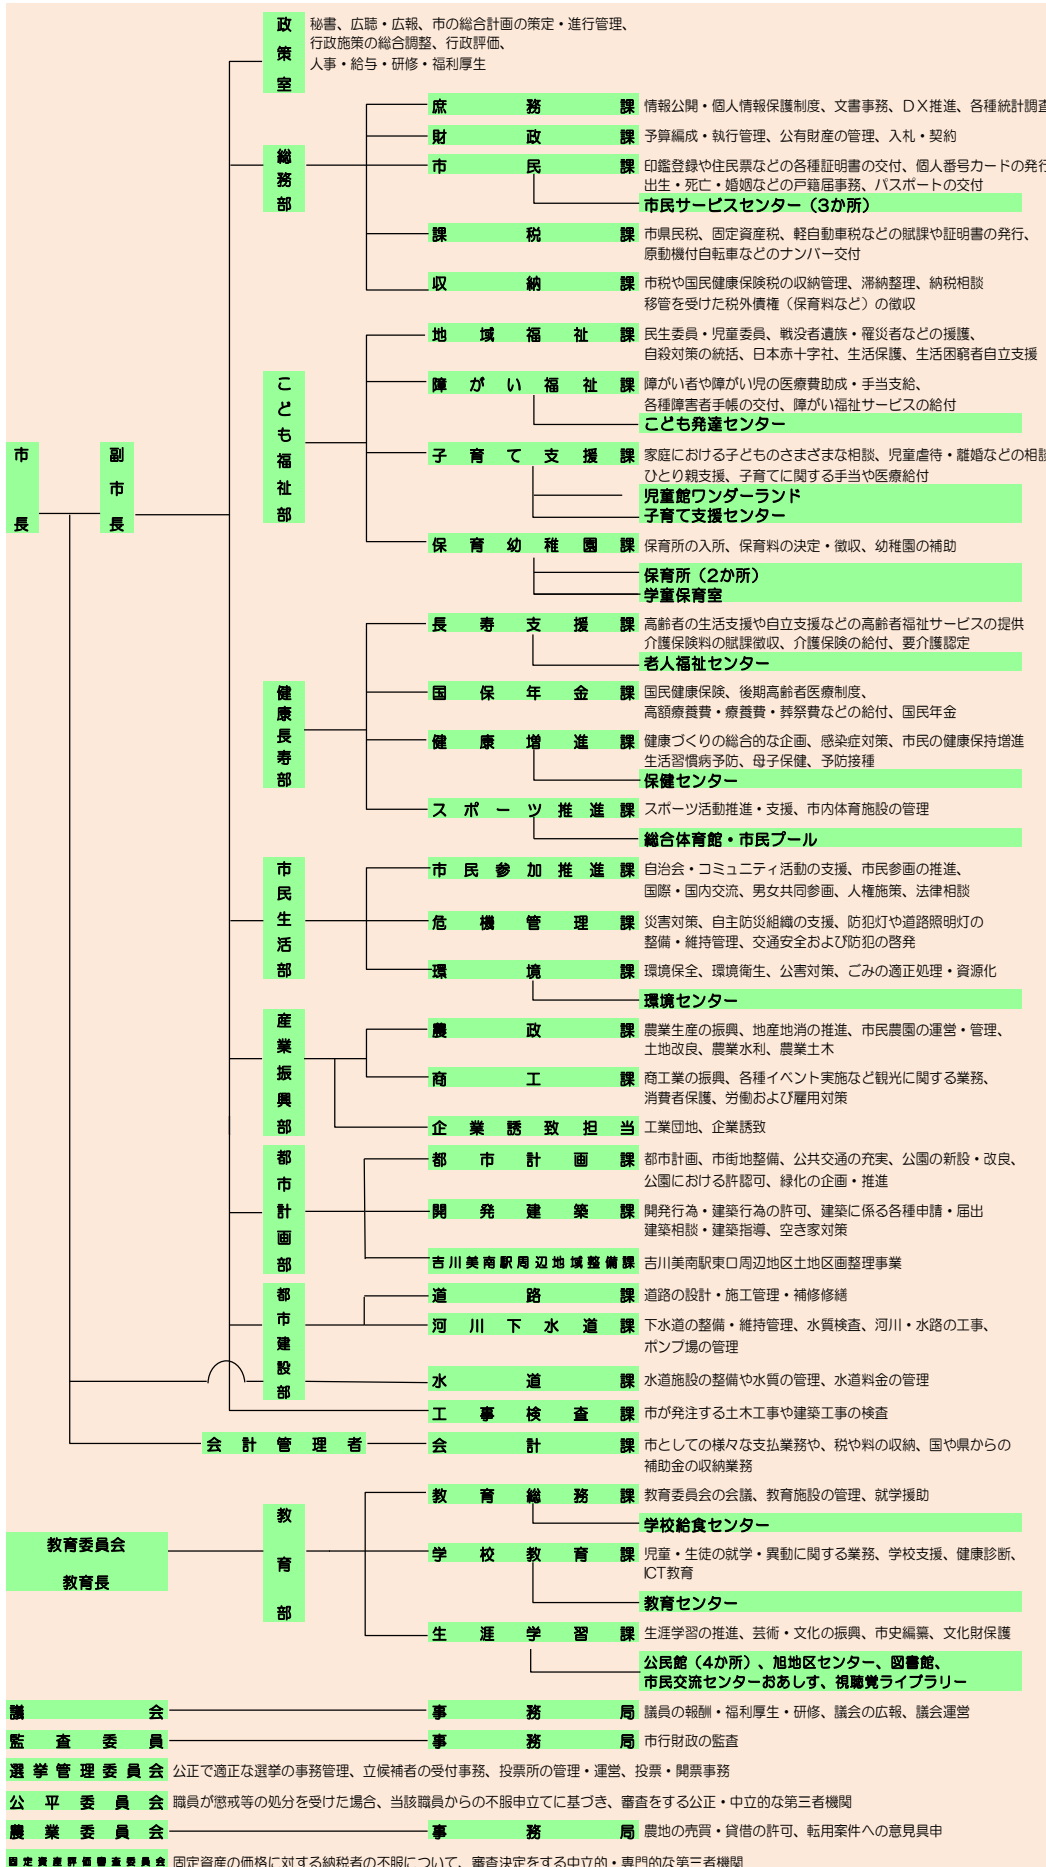 政策室 秘書、広聴・広報、市の総合計画の策定・進行管理、
行政施策の総合調整、行政評価、
人事・給与・研修・福利厚生
総務部
庶務課 情報公開・個人情報保護制度、文書事務、DX推進、各種統計調査
財政課 予算編成・執行管理、公有財産の管理、入札・契約
市民課 印鑑登録や住民票などの各種証明書の交付、個人番号カードの発行
出生・死亡・婚姻などの戸籍届事務、パスポートの交付
市民サービスセンター(3か所)
課税課 市県民税、固定資産税、軽自動車税などの賦課や証明書の発行、
原動機付自転車などのナンバー交付
収納課 市税や国民健康保険税の収納管理、滞納整理、納税相談
移管を受けた税外債権(保育料など)の徴収
市長
副市長
こども福祉部
地域福祉課 民生委員・児童委員、戦没者遺族・罹災者などの援護、
自殺対策の統括、日本赤十字社、生活保護、生活困窮者自立支援
障がい福祉課 障がい者や障がい児の医療費助成・手当支給、
各種障害者手帳の交付、障がい福祉サービスの給付
こども発達センター
子育て支援課 家庭における子どものさまざまな相談、児童虐待・離婚などの相談
ひとり親支援、子育てに関する手当や医療給付
児童館ワンダーランド
子育て支援センター
保育幼稚園課 保育所の入所、保育料の決定・徴収、幼稚園の補助
保育所(2か所)
学童保育室
健康長寿部
長寿支援課 高齢者の生活支援や自立支援などの高齢者福祉サービスの提供
介護保険料の賦課徴収、介護保険の給付、要介護認定
老人福祉センター
国保年金課 国民健康保険、後期高齢者医療制度、
高額療養費・療養費・葬祭費などの給付、国民年金
健康増進課 健康づくりの総合的な企画、感染症対策、市民の健康保持増進
生活習慣病予防、母子保健、予防接種
保健センター
スポーツ推進課 スポーツ活動推進・支援、市内体育施設の管理
総合体育館・市民プール
市民生活部
市民参加推進課 自治会・コミュニティ活動の支援、市民参画の推進、
国際・国内交流、男女共同参画、人権施策、法律相談
危機管理課 災害対策、自主防災組織の支援、防犯灯や道路照明灯の
整備・維持管理、交通安全および防犯の啓発
環境課 環境保全、環境衛生、公害対策、ごみの適正処理・資源化
環境センター
産業振興部
農政課 農業生産の振興、地産地消の推進、市民農園の運営・管理、
土地改良、農業水利、農業土木
商工課 商工業の振興、各種イベント実施など観光に関する業務、
消費者保護、労働および雇用対策
企業誘致担当 工業団地、企業誘致
都市計画部
都市計画課 都市計画、市街地整備、公共交通の充実、公園の新設・改良、
公園における許認可、緑化の企画・推進
開発建築課 開発行為・建築行為の許可、建築に係る各種申請・届出
建築相談・建築指導、空き家対策
吉川美南駅周辺地域整備課 吉川美南駅東口周辺地区土地区画整理事業
都市建設部
道路課 道路の設計・施工管理・補修修繕
河川下水道課 下水道の整備・維持管理、水質検査、河川・水路の工事、
ポンプ場の管理
水道課 水道施設の整備や水質の管理、水道料金の管理
工事検査課 市が発注する土木工事や建築工事の検査
会計管理者 会計課 市としての様々な支払業務や、税や料の収納、国や県からの
補助金の収納業務
教育委員会
教育長
教育部
教育総務課 教育委員会の会議、教育施設の管理、就学援助
学校給食センター
学校教育課 児童・生徒の就学・異動に関する業務、学校支援、健康診断、
ICT教育
教育センター
生涯学習課 生涯学習の推進、芸術・文化の振興、市史編纂、文化財保護
公民館(4か所)、旭地区センター、図書館、
市民交流センターおあしす、視聴覚ライブラリー
議会 事務局 議員の報酬・福利厚生・研修、議会の広報、議会運営
監査委員 事務局 市行財政の監査
選挙管理委員会 公正で適正な選挙の事務管理、立候補者の受付事務、投票所の管理・運営、投票・開票事務
公平委員会 職員が懲戒等の処分を受けた場合、当該職員からの不服申立てに基づき、審査をする公正・中立的な第三者機関
農業委員会 事務局 農地の売買・貸借の許可、転用案件への意見具申
固定資産評価審査委員会 固定資産の価格に対する納税者の不服について、審査決定をする中立的・専門的な第三者機関